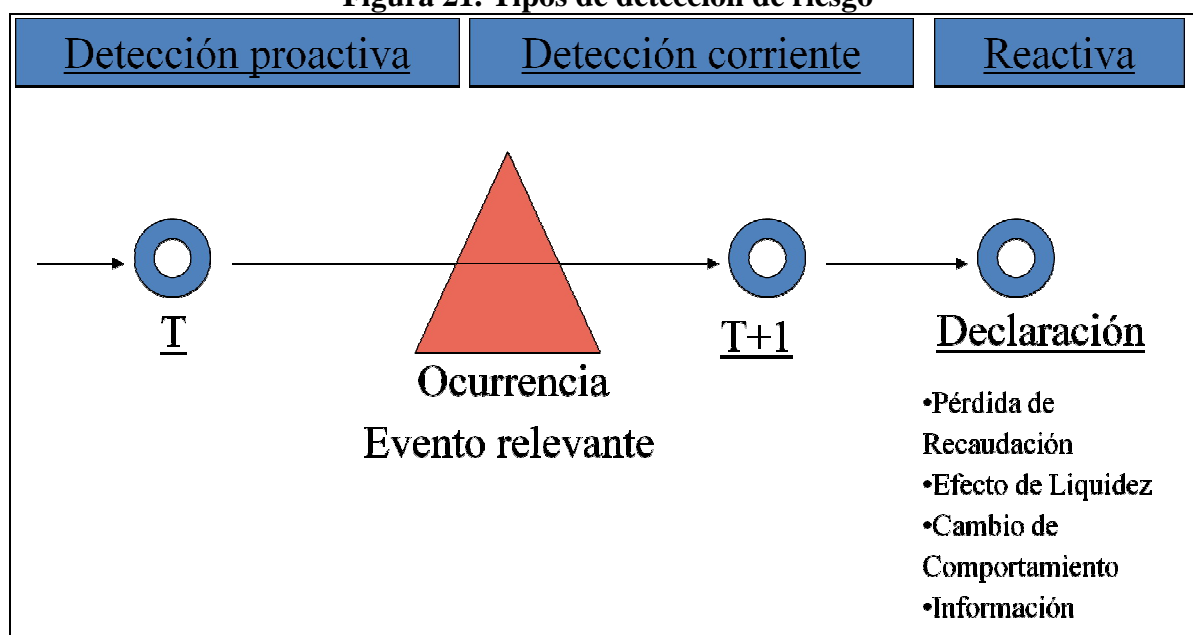 Figura 21. Tipos de detección de riesgo
Detección proactiva
Detección corriente
Reactiva
T
Ocurrencia
Evento relevante
T+1
Declaración
•Pérdida de
Recaudación
•Efecto de Liquidez
•Cambio de
Comportamiento
•Información